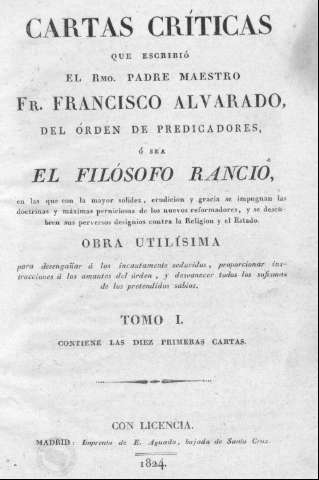 CARTAS CRÍTICAS
QUE ESCRIBIÓ
EL Rmo. PADRE MAESTRO
FR. FRANCISCO ALVARADO,
DEL ÓRDEN DE PREDICADORES,
Ó SEA
EL FILÓSOFO RANCIO,
en las que con la mayor solidez, erudicion y gracia se impugnan las
doctrinas y máximas perniciosas de los nuevos reformadores, y se descu-
bren sus perversos designios contra la Religion y el Estado.
OBRA UTILÍSIMA
para desengañar á los incautamente seducidos, proporcionar ins-
trucciones á los amantes del órden, y desvanecer todos los sofismas
de los pretendidos sabios.
TOMO I.
CONTIENE LAS DIEZ PRIMERAS CARTAS.
CON LICENCIA.
MADRID: Imprenta de E. Aguado, bajada de Santa Cruz.
1824.